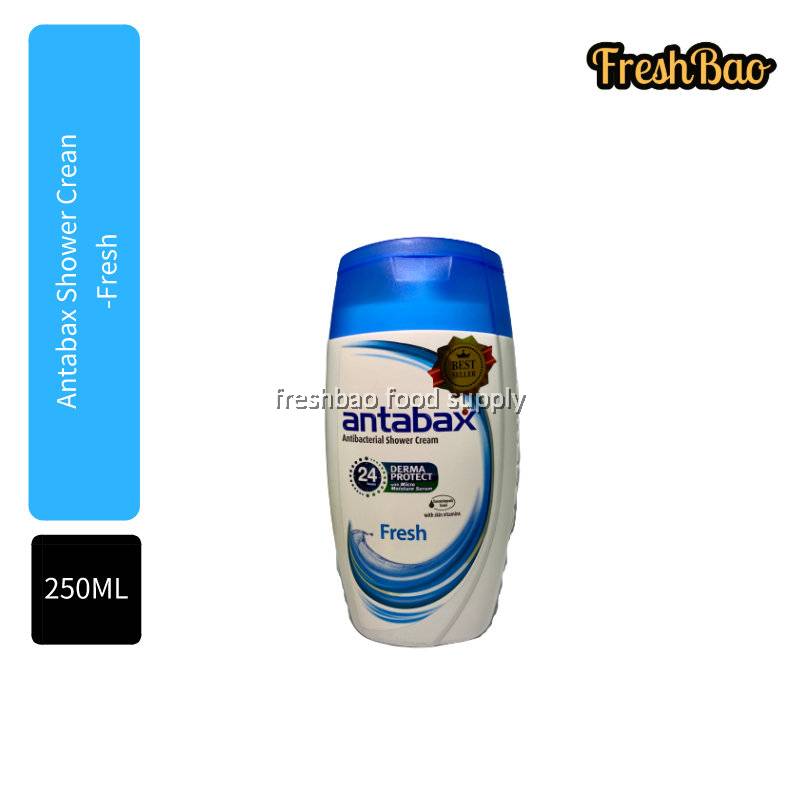 FreshBao
Antabax Shower Crean
-Fresh
250ML
BEST
SELLER
freshbao food supply
antabax
Antibacterial Shower Cream
24
DERMA
PROTECT
with Micro
Moisture Serum
with skin vitamins
Fresh